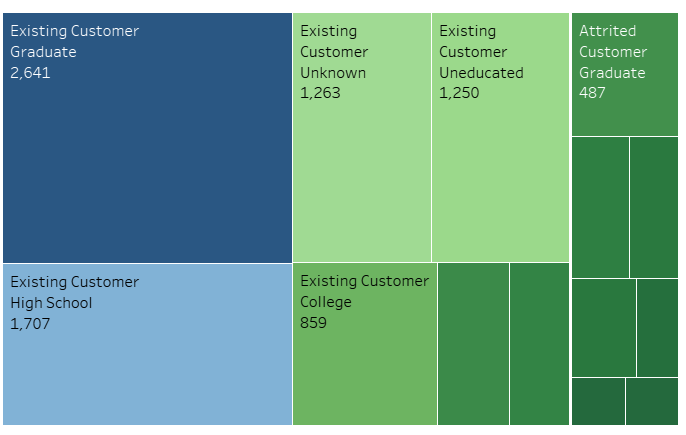 Existing Customer
Graduate
2,641
Existing
Customer
Unknown
1,263
Existing
Customer
Uneducated
1,250
Attrited
Customer
Graduate
487
Existing Customer
High School
1,707
Existing Customer
College
859